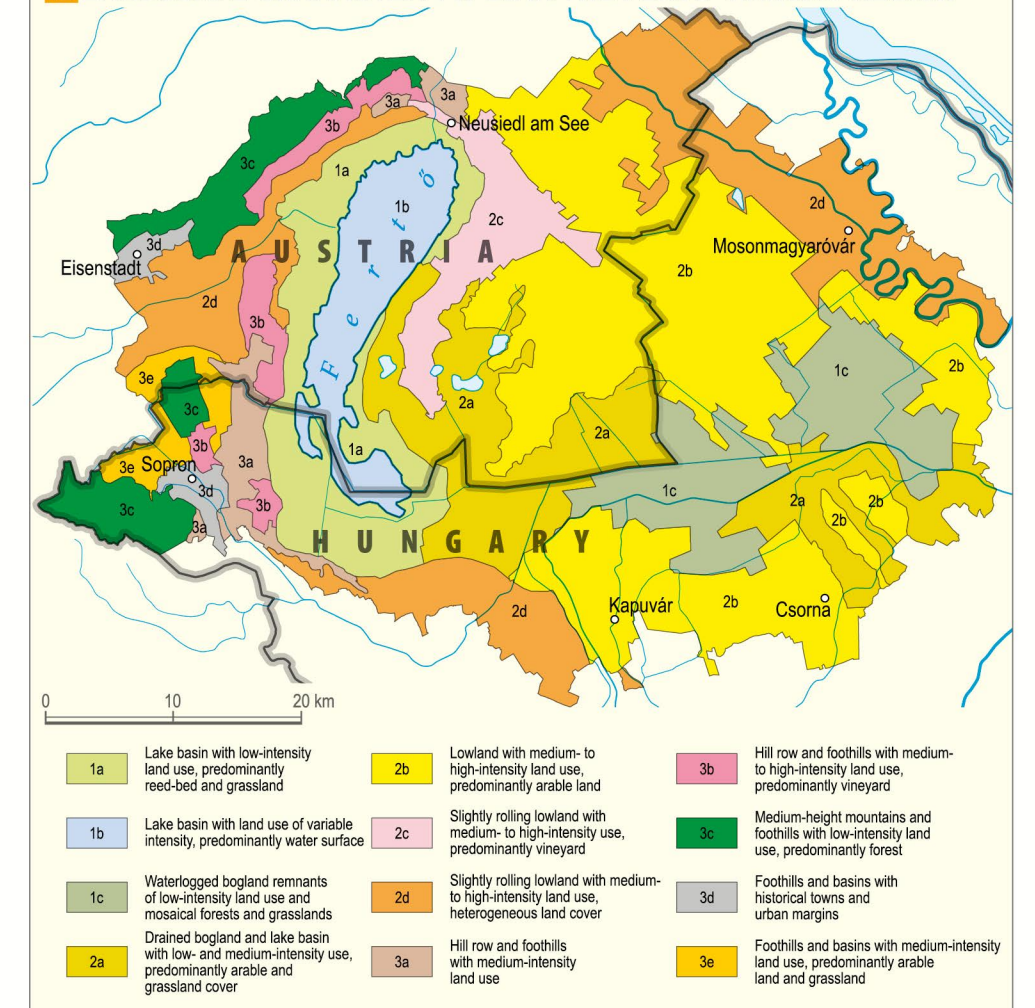 3a
3a
Neusiedl am See
3b
3c
1a
1b
Fertő
2c
2d
3d
Eisenstadt
AUSTRIA
Mosonmagyaróvár
2b
2d
3b
1c
2b
3e
3c
2a
2a
3b
1a
3e
Sopron
3a
3d
1c
2a
2b
2b
3c
3b
3a
HUNGARY
2d
Kapuvár
2b
Csorna
0 10 20 km
1a
Lake basin with low-intensity
land use, predominantly
reed-bed and grassland
1b
Lake basin with land use of variable
intensity, predominantly water surface
1c
Waterlogged bogland remnants
of low-intensity land use and
mosaical forests and grasslands
2a
Drained bogland and lake basin
with low- and medium-intensity use,
predominantly arable and
grassland cover
2b
Lowland with medium- to
high-intensity land use,
predominantly arable land
2c
Slightly rolling lowland with
medium- to high-intensity use,
predominantly vineyard
2d
Slightly rolling lowland with medium-
to high-intensity land use,
heterogeneous land cover
3a
Hill row and foothills
with medium-intensity
land use
3b
Hill row and foothills with medium-
to high-intensity land use,
predominantly vineyard
3c
Medium-height mountains and
foothills with low-intensity land
use, predominantly forest
3d
Foothills and basins with
historical towns and
urban margins
3e
Foothills and basins with medium-intensity
land use, predominantly arable
land and grassland